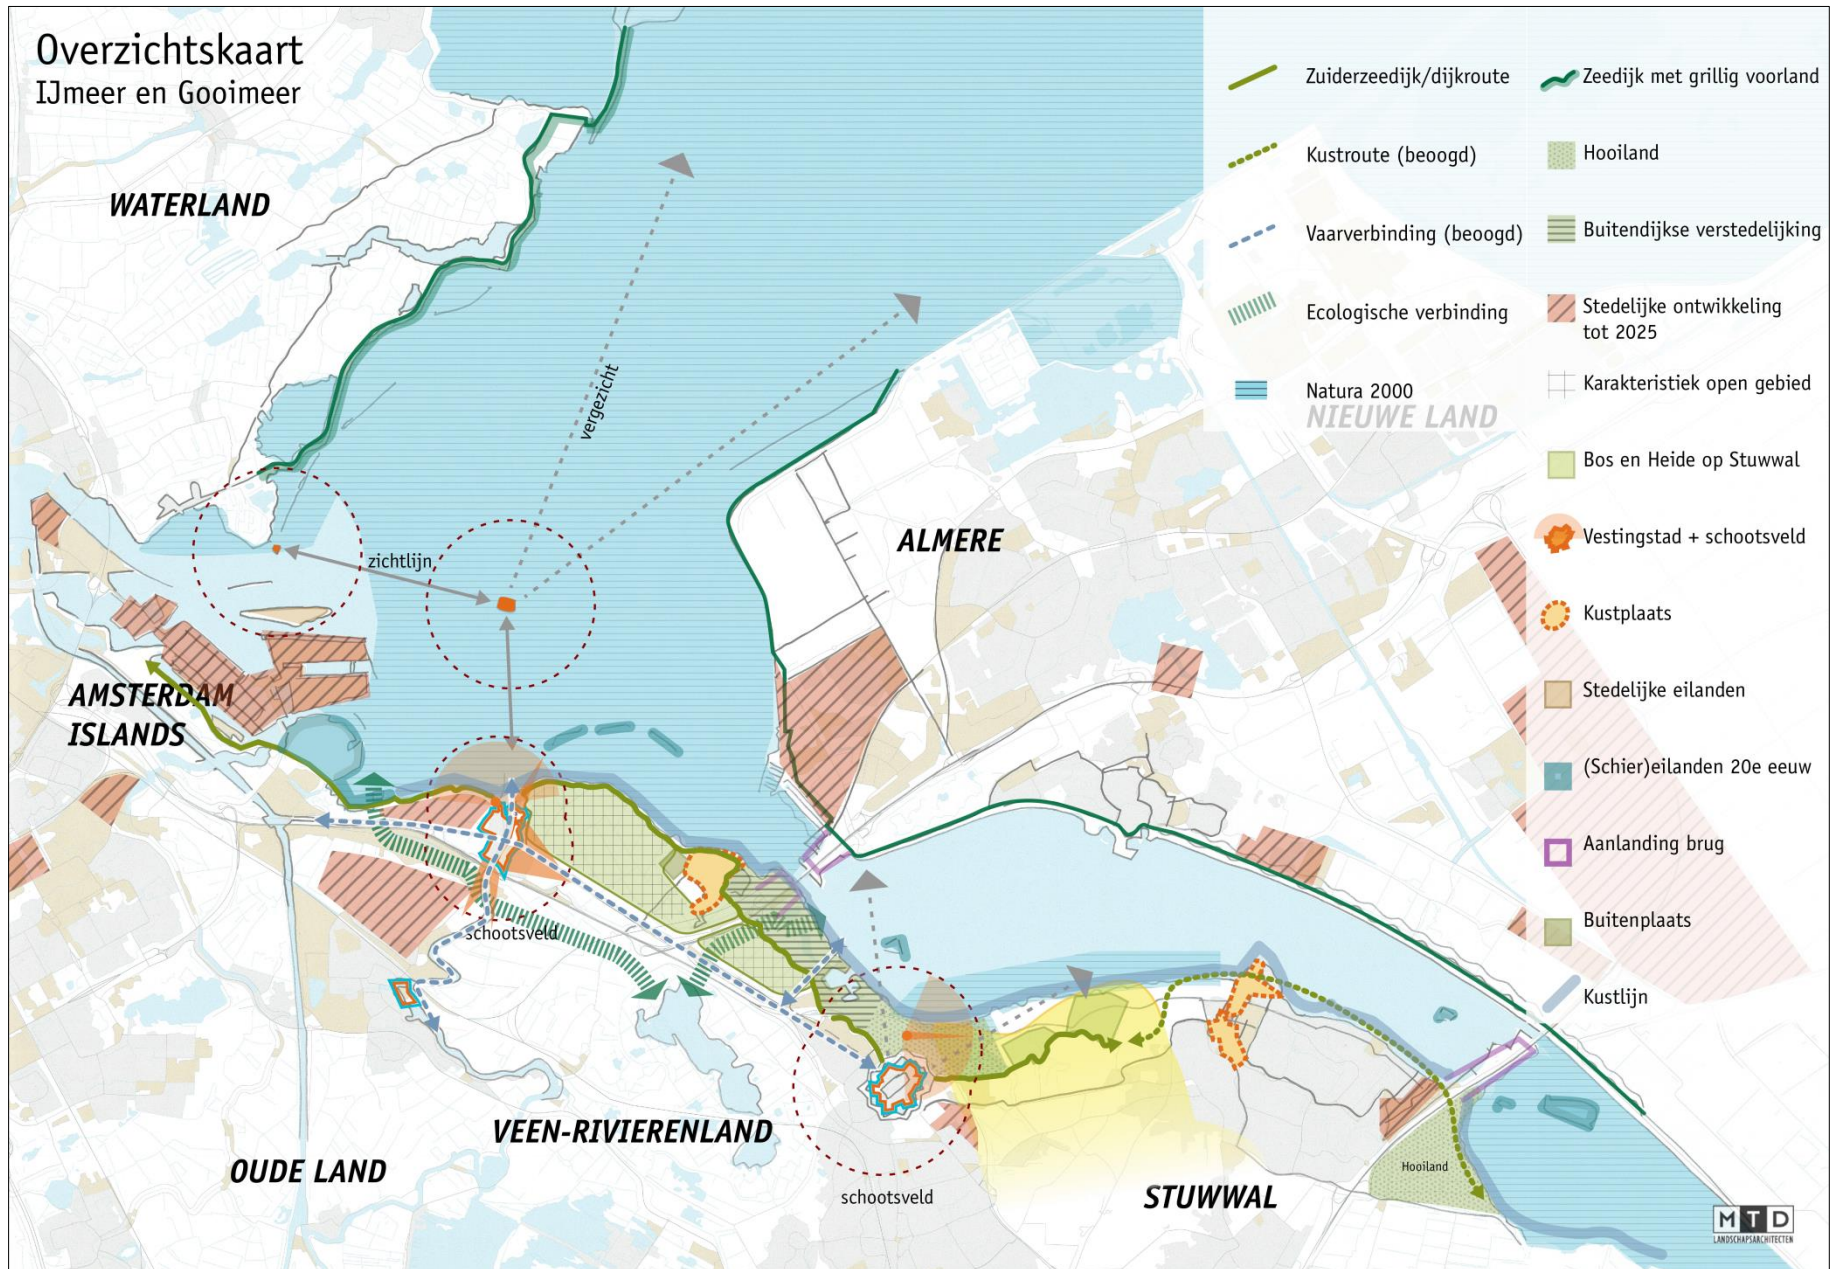 Overzichtskaart
IJmeer en Gooimeer
WATERLAND
vergezicht
zichtlijn
AMSTERDAM
ISLANDS
ALMERE
NIEUWE LAND
schootsveld
VEEN-RIVIERENLAND
OUDE LAND
schootsveld
STUWWAL
Hooiland
Zuiderzeedijk/dijkroute
Kustroute (beoogd)
Vaarverbinding (beoogd)
Ecologische verbinding
Natura 2000
Zeedijk met grillig voorland
Hooiland
Buitendijkse verstedelijking
Stedelijke ontwikkeling
tot 2025
Karakteristiek open gebied
Bos en Heide op Stuwwal
Vestingstad + schootsveld
Kustplaats
Stedelijke eilanden
(Schier)eilanden 20e eeuw
Aanlanding brug
Buitenplaats
Kustlijn
MTD
LANDSCHAPSARCHITECTEN